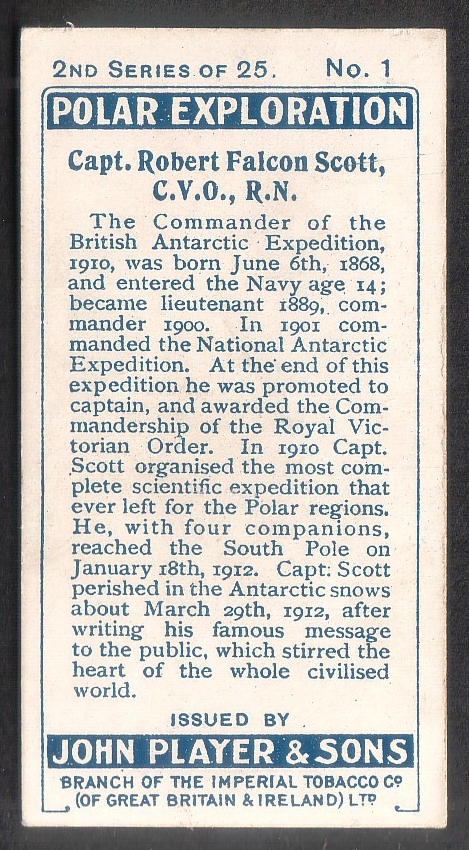 2ND SERIES OF 25. No. 1
POLAR EXPLORATION
Capt. Robert Falcon Scott,
C.V.O., R.N.
The Commander of the
British Antarctic Expedition,
1910, was born June 6th, 1868,
and entered the Navy age 14;
became lieutenant 1889, com-
mander 1900. In 1901 com-
manded the National Antarctic
Expedition. At the end of this
expedition he was promoted to
captain, and awarded the Com-
mandership of the Royal Vic-
torian Order. In 1910 Capt.
Scott organised the most com-
plete scientific expedition that
ever left for the Polar regions.
He, with four companions,
reached the South Pole on
January 18th, 1912. Capt: Scott
perished in the Antarctic snows
about March 29th, 1912, after
writing his famous message
to the public, which stirred the
heart of the whole civilised
world.
ISSUED BY
JOHN PLAYER & SONS
BRANCH OF THE IMPERIAL TOBACCO Cº
(OF GREAT BRITAIN & IRELAND) LTD